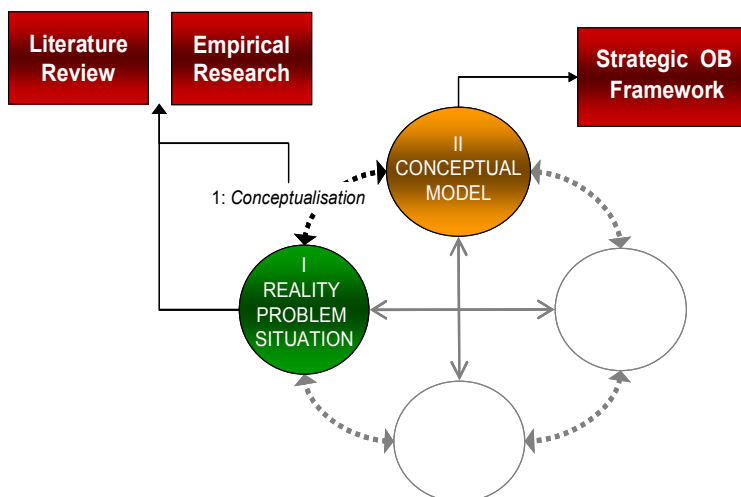 Literature
Review
Empirical
Research
Strategic OB
Framework
II
CONCEPTUAL
MODEL
1: Conceptualisation
I
REALITY
PROBLEM
SITUATION